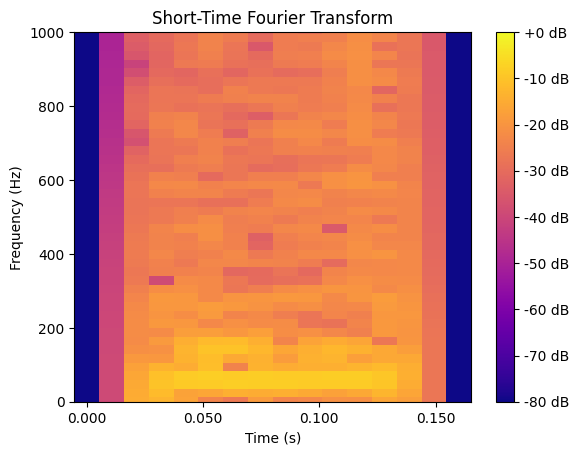 Short-Time Fourier Transform
1000
800
600
400
200
0
Frequency (Hz)
0.000
0.050
0.100
0.150
Time (s)
+0 dB
-10 dB
-20 dB
-30 dB
-40 dB
-50 dB
-60 dB
-70 dB
-80 dB